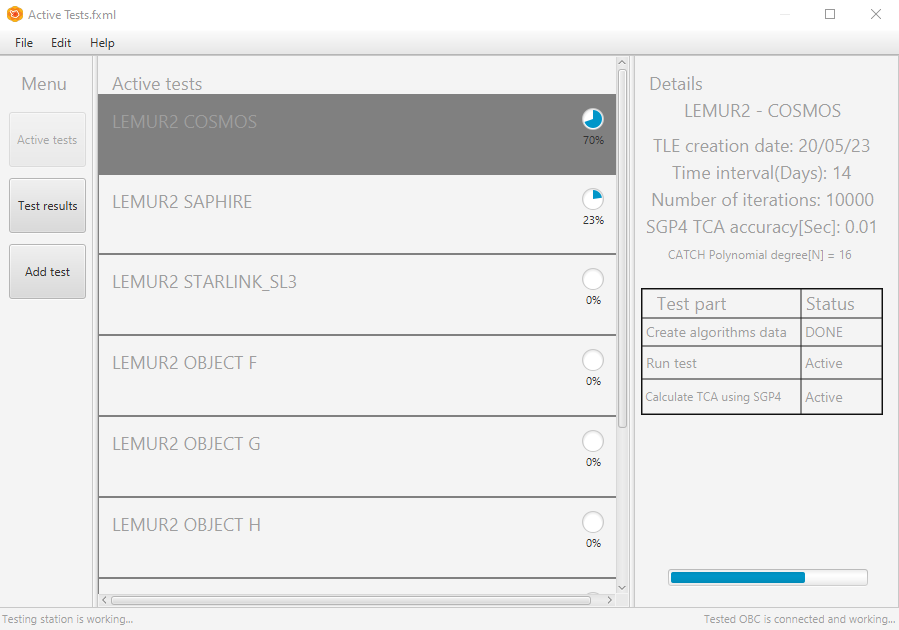 Active Tests.fxml
File Edit Help
Menu
Active tests
Test results
Add test
Active tests
LEMUR2 COSMOS
70%
LEMUR2 SAPHIRE
23%
LEMUR2 STARLINK_SL3
0%
LEMUR2 OBJECT F
0%
LEMUR2 OBJECT G
0%
LEMUR2 OBJECT H
0%
Details
LEMUR2 - COSMOS
TLE creation date: 20/05/23
Time interval(Days): 14
Number of iterations: 10000
SGP4 TCA accuracy[Sec]: 0.01
CATCH Polynomial degree[N] = 16
Test part Status
Create algorithms data DONE
Run test Active
Calculate TCA using SGP4 Active
Testing station is working...
Tested OBC is connected and working...